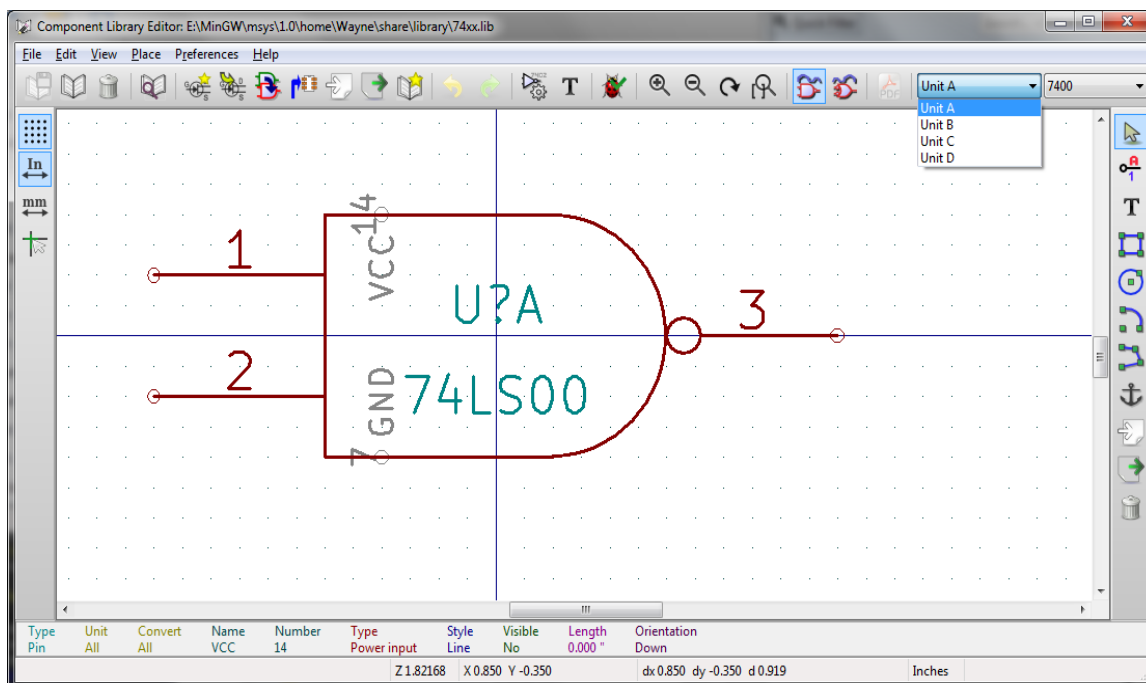 Component Library Editor: E:\MinGW\msys\1.0\home\Wayne\share\library\74xx.lib
File Edit View Place Preferences Help
T Unit A 7400
Unit A
Unit B
Unit C
Unit D
In
mm
A
1
T
14
VCC
1
U?A
3
2
74LS00
GND
7
Type Unit Convert Name Number Type Style Visible Length Orientation
Pin All All VCC 14 Power input Line No 0.000 " Down
Z 1.82168 X 0.850 Y -0.350 dx 0.850 dy -0.350 d 0.919 Inches